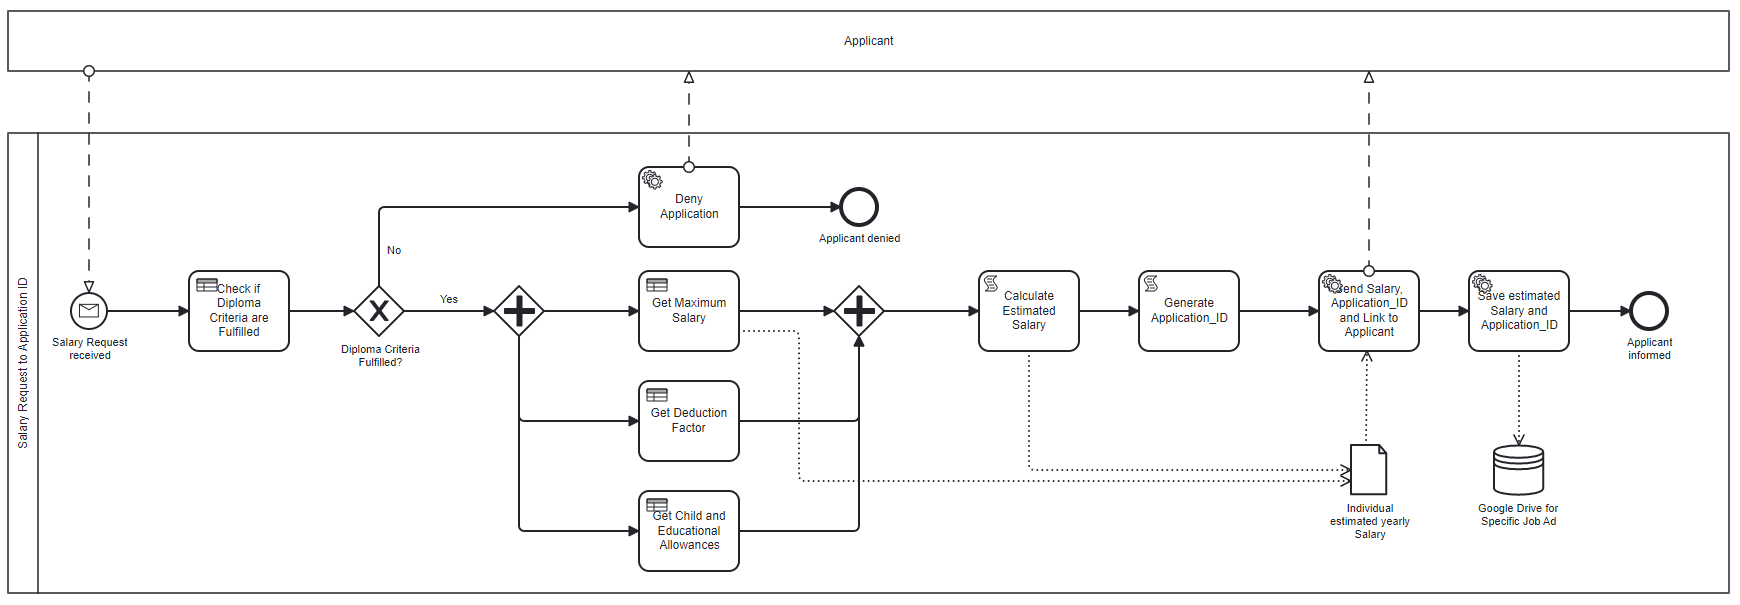 Applicant
Salary Request to Application ID
Salary Request
received
Check if
Diploma
Criteria are
Fulfilled
Diploma Criteria
Fulfilled?
No
Yes
Deny
Application
Applicant denied
Get Maximum
Salary
Get Deduction
Factor
Get Child and
Educational
Allowances
Calculate
Estimated
Salary
Generate
Application_ID
Send Salary,
Application_ID
and Link to
Applicant
Save estimated
Salary and
Application_ID
Applicant
informed
Individual
estimated yearly
Salary
Google Drive for
Specific Job Ad